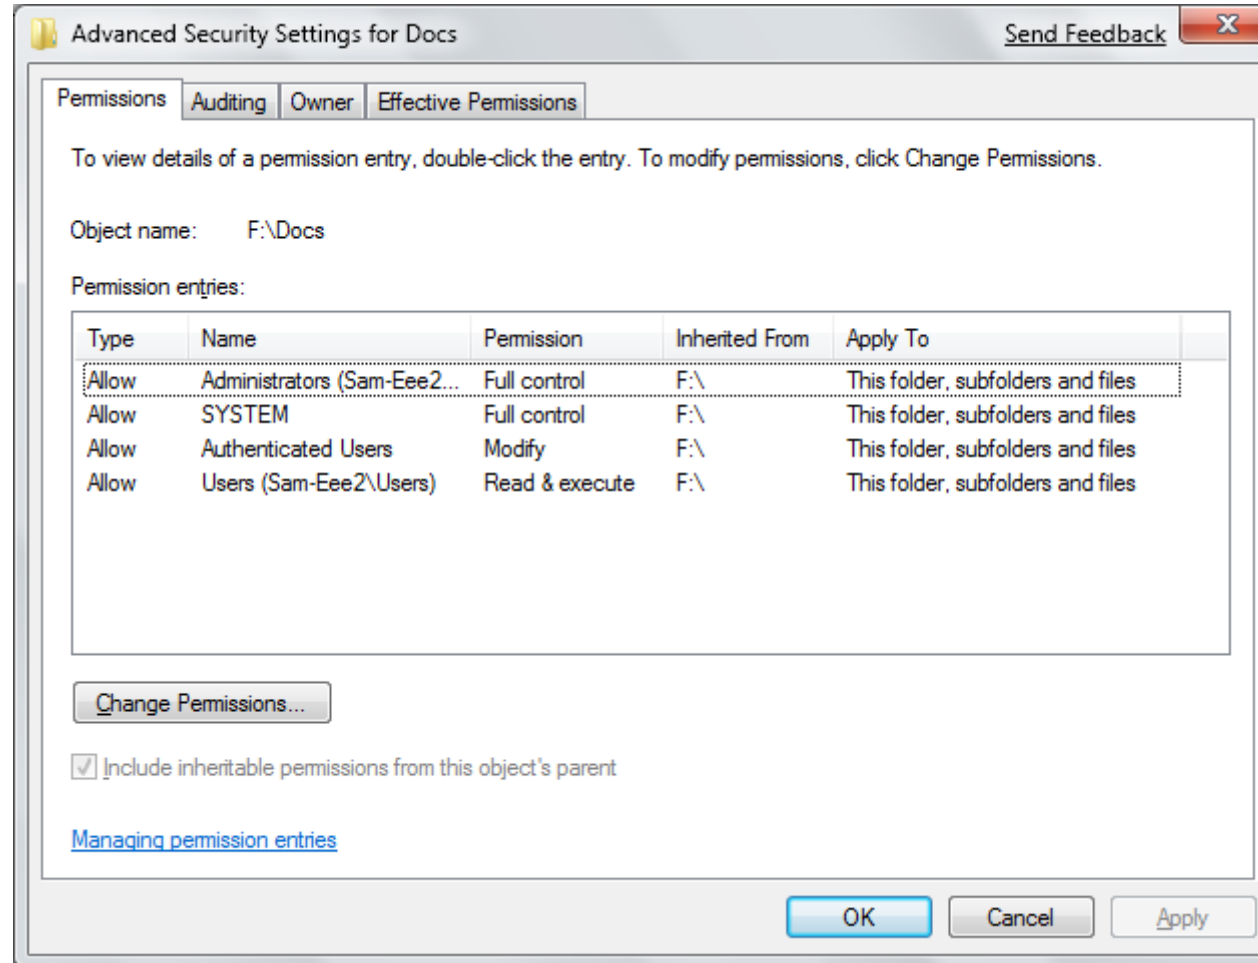 Advanced Security Settings for Docs Send Feedback
Permissions Auditing Owner Effective Permissions
To view details of a permission entry, double-click the entry. To modify permissions, click Change Permissions.
Object name: F:\Docs
Permission entries:
Type Name Permission Inherited From Apply To
Allow Administrators (Sam-Eee2... Full control F:\ This folder, subfolders and files
Allow SYSTEM Full control F:\ This folder, subfolders and files
Allow Authenticated Users Modify F:\ This folder, subfolders and files
Allow Users (Sam-Eee2\Users) Read & execute F:\ This folder, subfolders and files
Change Permissions...
Include inheritable permissions from this object's parent
Managing permission entries
OK Cancel Apply